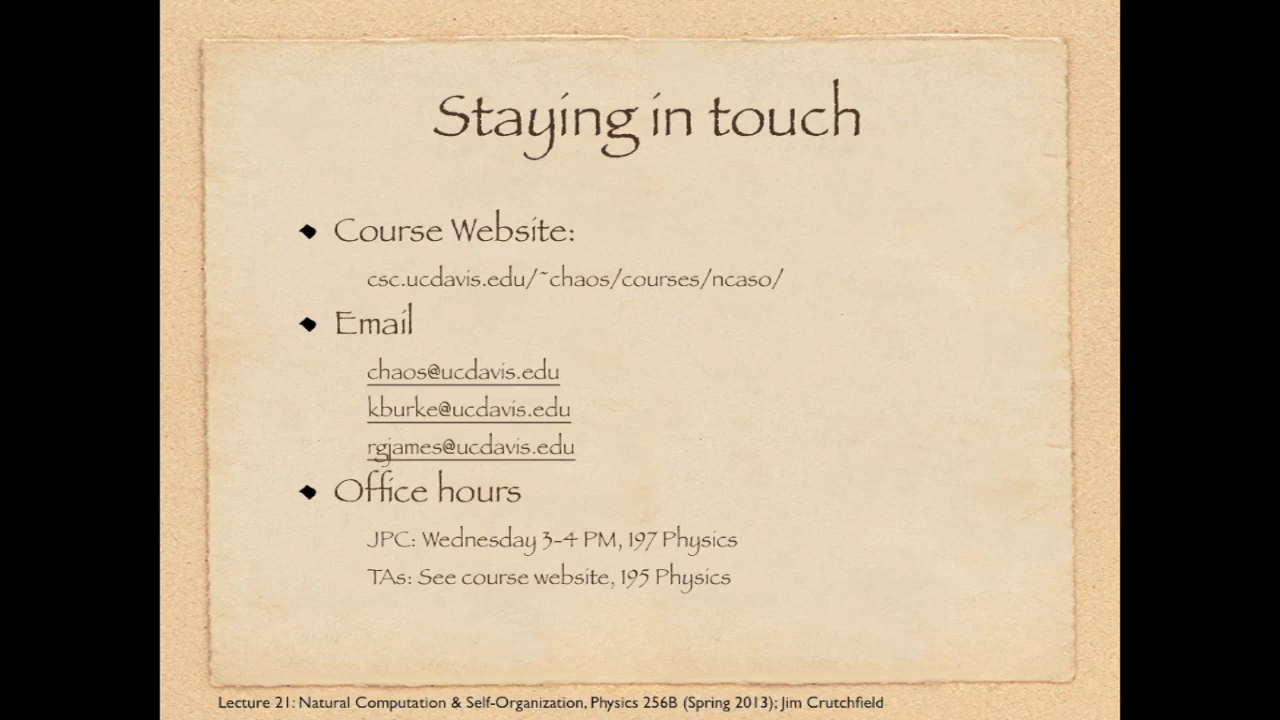 Staying in touch
Course Website:
csc.ucdavis.edu/~chaos/courses/ncaso/
Email
chaos@ucdavis.edu
kburke@ucdavis.edu
rgjames@ucdavis.edu
Office hours
JPC: Wednesday 3-4 PM, 197 Physics
TAs: See course website, 195 Physics
Lecture 21: Natural Computation & Self-Organization, Physics 256B (Spring 2013); Jim Crutchfield